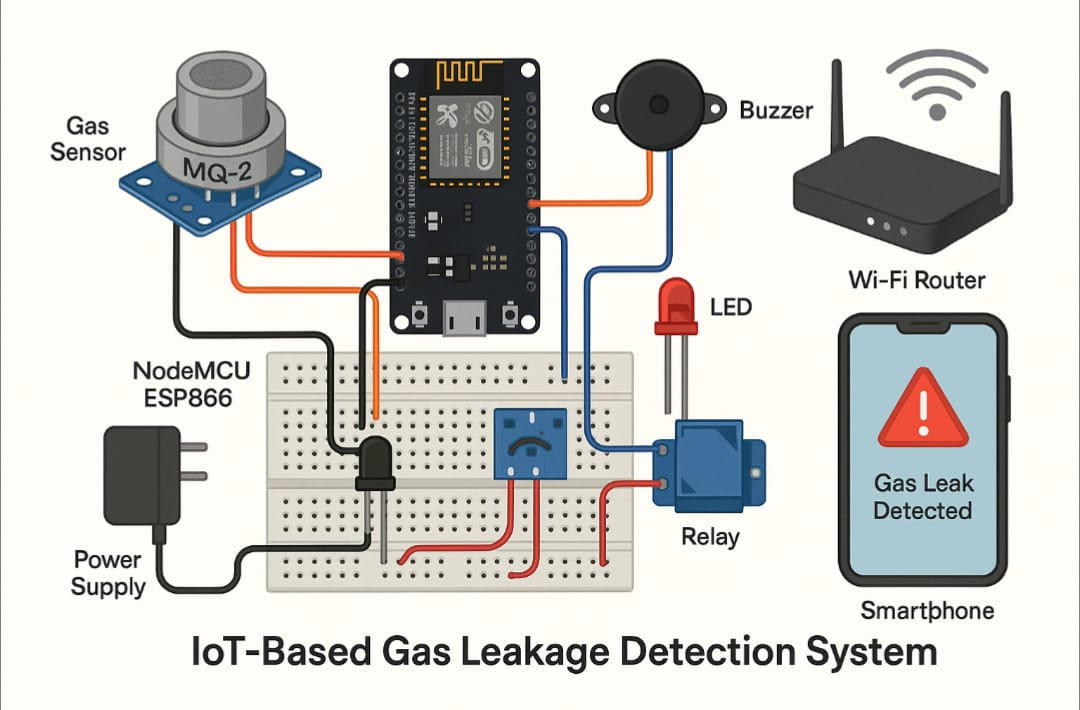 Gas
Sensor
MQ-2
Buzzer
Wi-Fi Router
LED
NodeMCU
ESP866
Gas Leak
Detected
Relay
Power
Supply
Smartþhone
IoT-Based Gas Leakage Detection System